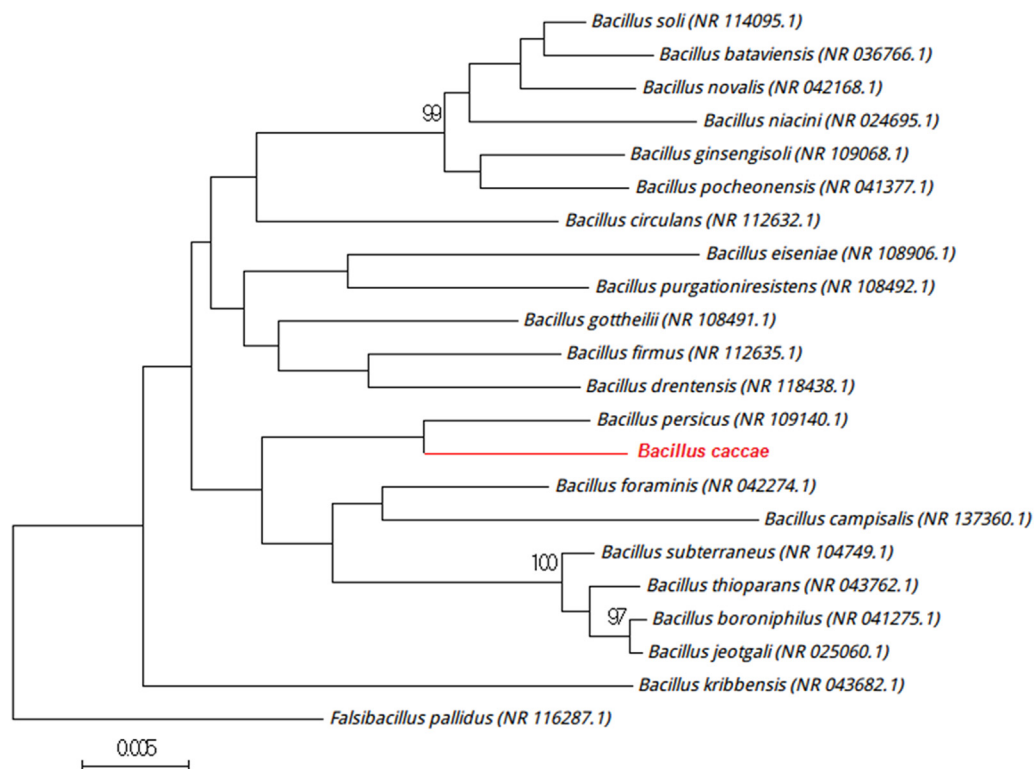 Bacillus soli (NR 114095.1)
Bacillus bataviensis (NR 036766.1)
Bacillus novalis (NR 042168.1)
99
Bacillus niacini (NR 024695.1)
Bacillus ginsengisoli (NR 109068.1)
Bacillus pocheonensis (NR 041377.1)
Bacillus circulans (NR 112632.1)
Bacillus eiseniae (NR 108906.1)
Bacillus purgationiresistens (NR 108492.1)
Bacillus gottheilii (NR 108491.1)
Bacillus firmus (NR 112635.1)
Bacillus drentensis (NR 118438.1)
Bacillus persicus (NR 109140.1)
Bacillus caccae
Bacillus foraminis (NR 042274.1)
Bacillus campisalis (NR 137360.1)
Bacillus subterraneus (NR 104749.1)
100
Bacillus thioparans (NR 043762.1)
97
Bacillus boroniphilus (NR 041275.1)
Bacillus jeotgali (NR 025060.1)
Bacillus kribbensis (NR 043682.1)
Falsibacillus pallidus (NR 116287.1)
0.005